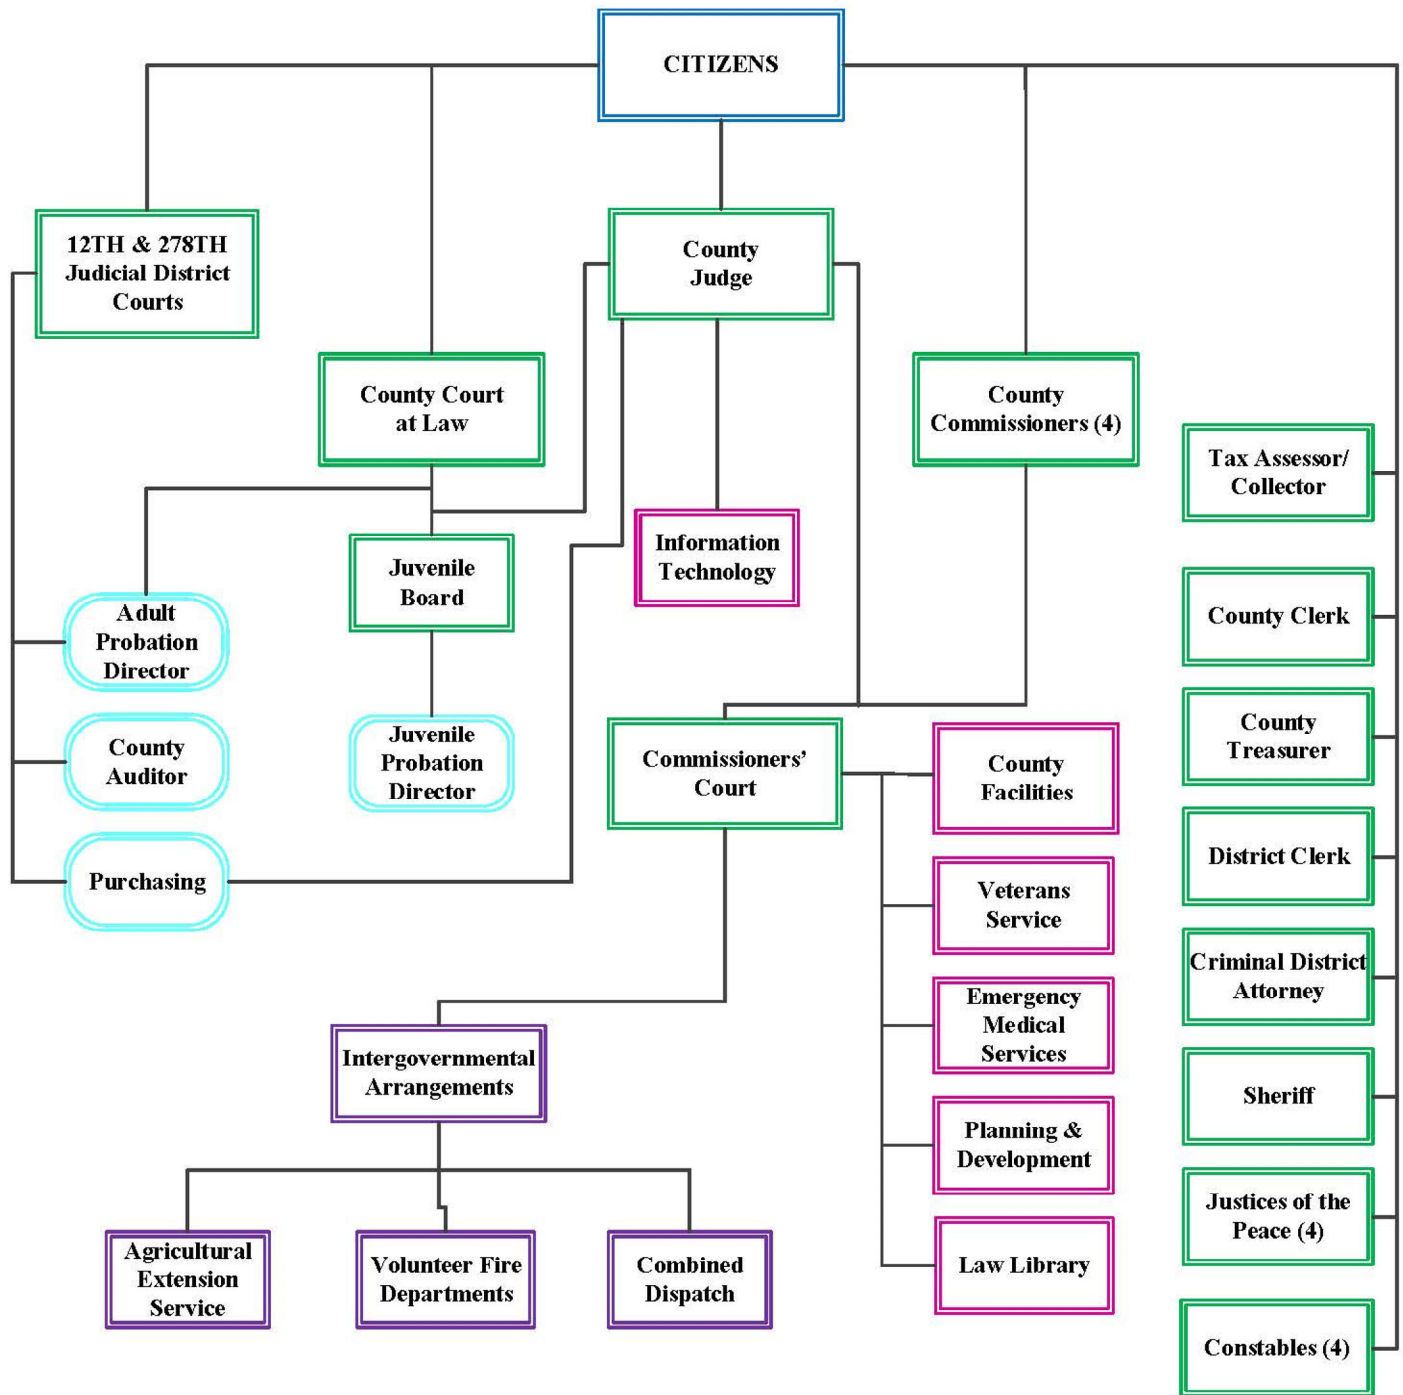 CITIZENS
12TH & 278TH
Judicial District
Courts
County
Judge
County Court
at Law
County
Commissioners (4)
Tax Assessor/
Collector
Information
Technology
Juvenile
Board
Adult
Probation
Director
County Clerk
County
Treasurer
County
Auditor
Juvenile
Probation
Director
Commissioners’
Court
County
Facilities
District Clerk
Purchasing
Veterans
Service
Criminal District
Attorney
Emergency
Medical
Services
Intergovernmental
Arrangements
Sheriff
Planning &
Development
Justices of the
Peace (4)
Agricultural
Extension
Service
Volunteer Fire
Departments
Combined
Dispatch
Law Library
Constables (4)